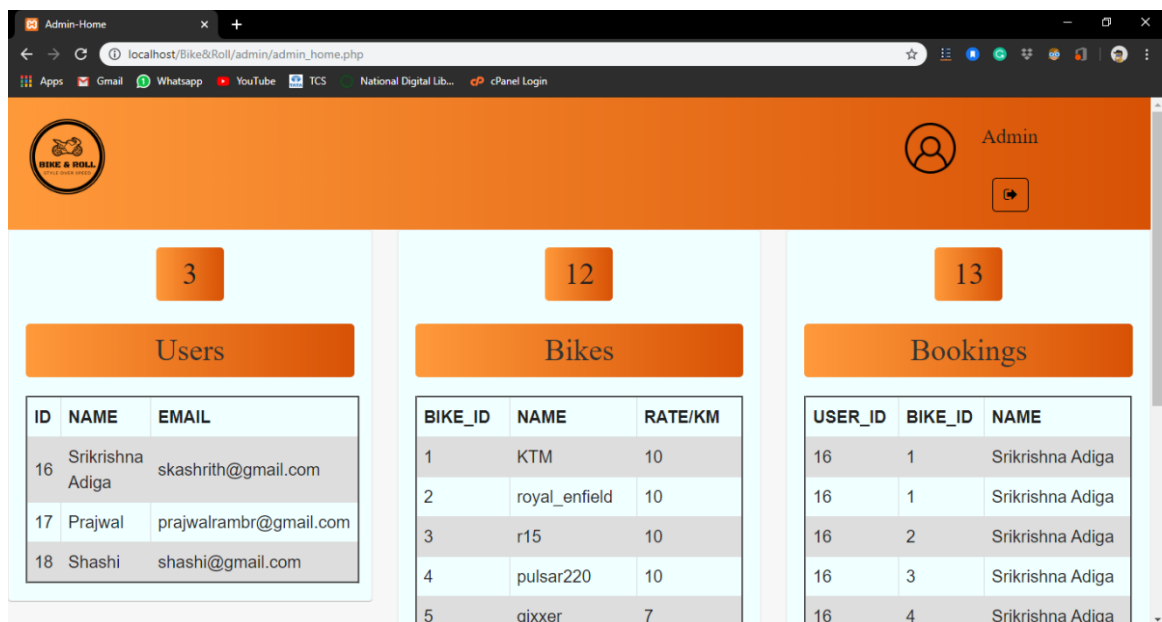 Admin-Home
localhost/Bike&Roll/admin/admin_home.php
Apps Gmail Whatsapp YouTube TCS National Digital Lib... cPanel Login
BIKE & ROLL
STYLE OVER SPEED
Admin
3
Users
ID NAME EMAIL
16 Srikrishna Adiga skashrith@gmail.com
17 Prajwal prajwalrambr@gmail.com
18 Shashi shashi@gmail.com
12
Bikes
BIKE_ID NAME RATE/KM
1 KTM 10
2 royal_enfield 10
3 r15 10
4 pulsar220 10
5 gixxer 7
13
Bookings
USER_ID BIKE_ID NAME
16 1 Srikrishna Adiga
16 1 Srikrishna Adiga
16 2 Srikrishna Adiga
16 3 Srikrishna Adiga
16 4 Srikrishna Adiga